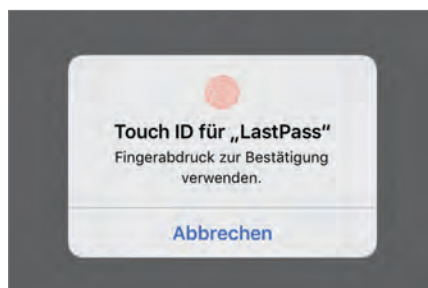 Touch ID für „LastPass“
Fingerabdruck zur Bestätigung
verwenden.
Abbrechen